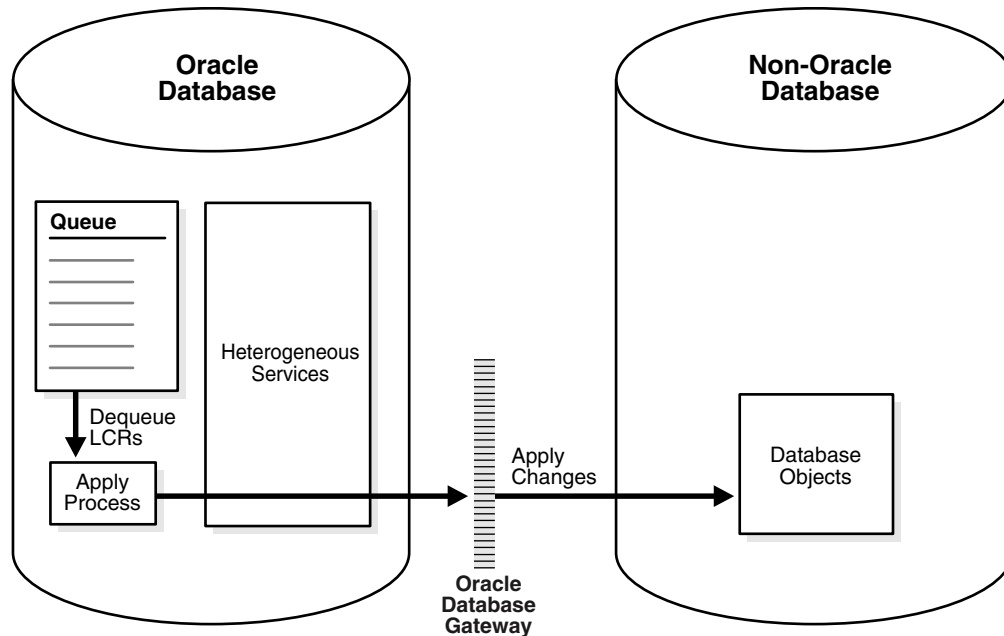 Oracle
Database
Non-Oracle
Database
Queue
Heterogeneous
Services
Dequeue
LCRs
Apply
Process
Apply
Changes
Database
Objects
Oracle
Database
Gateway